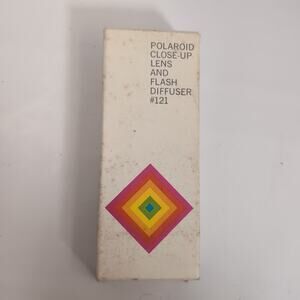 POLAROID
CLOSE-UP
LENS
AND
FLASH
DIFFUSER
#121